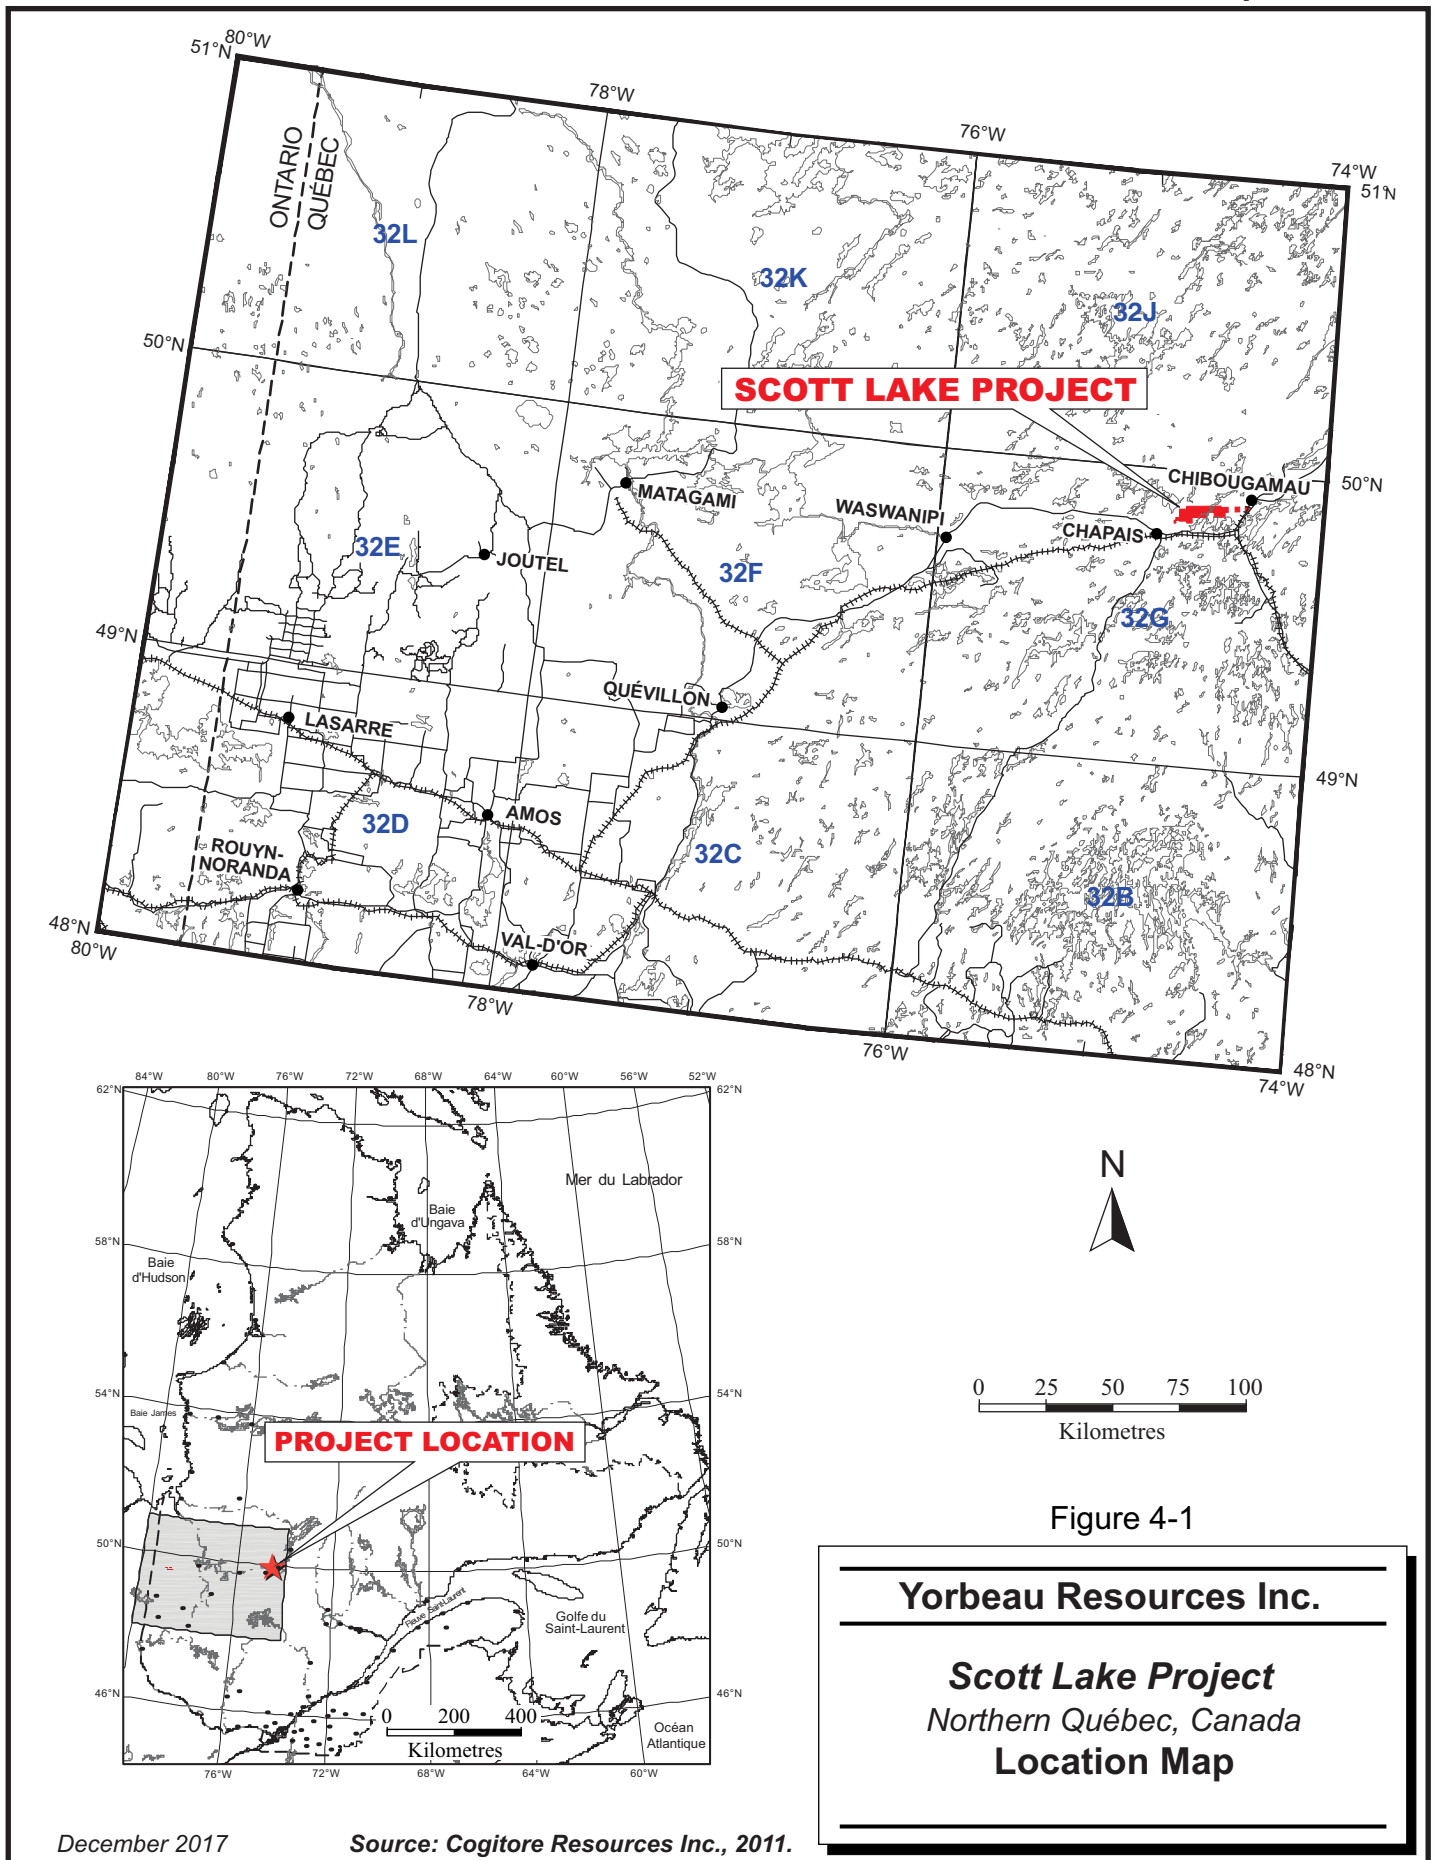 80°W
51°N
78°W
76°W
74°W
51°N
ONTARIO
QUÉBEC
32L
32K
32J
50°N
SCOTT LAKE PROJECT
CHIBOUGAMAU
50°N
MATAGAMI
WASWANIPI
CHAPAIS
32E
JOUTEL
32F
32G
49°N
QUÉVILLON
LASARRE
49°N
32D
AMOS
32C
ROUYN-
NORANDA
32B
48°N
80°W
VAL-D'OR
78°W
76°W
48°N
74°W
84°W 80°W 76°W 72°W 68°W 64°W 60°W 56°W 52°W
62°N
62°N
Mer du Labrador
Baie
d'Ungava
58°N
58°N
Baie
d'Hudson
54°N
54°N
Baie James
PROJECT LOCATION
50°N
50°N
Fleuve Saint-Laurent
Golfe du
Saint-Laurent
46°N
46°N
0 200 400
Kilometres
Océan
Atlantique
76°W 72°W 68°W 64°W 60°W
N
0 25 50 75 100
Kilometres
Figure 4-1
Yorbeau Resources Inc.
Scott Lake Project
Northern Québec, Canada
Location Map
December 2017
Source: Cogitore Resources Inc., 2011.